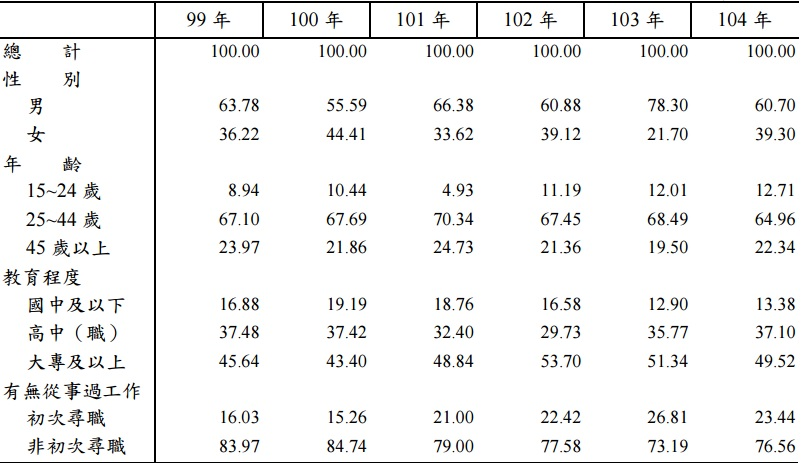 99 年 100 年 101 年 102 年 103 年 104 年
總 計 100.00 100.00 100.00 100.00 100.00 100.00
性 別
男 63.78 55.59 66.38 60.88 78.30 60.70
女 36.22 44.41 33.62 39.12 21.70 39.30
年 齡
15~24 歲 8.94 10.44 4.93 11.19 12.01 12.71
25~44 歲 67.10 67.69 70.34 67.45 68.49 64.96
45 歲以上 23.97 21.86 24.73 21.36 19.50 22.34
教育程度
國中及以下 16.88 19.19 18.76 16.58 12.90 13.38
高中（職） 37.48 37.42 32.40 29.73 35.77 37.10
大專及以上 45.64 43.40 48.84 53.70 51.34 49.52
有無從事過工作
初次尋職 16.03 15.26 21.00 22.42 26.81 23.44
非初次尋職 83.97 84.74 79.00 77.58 73.19 76.56